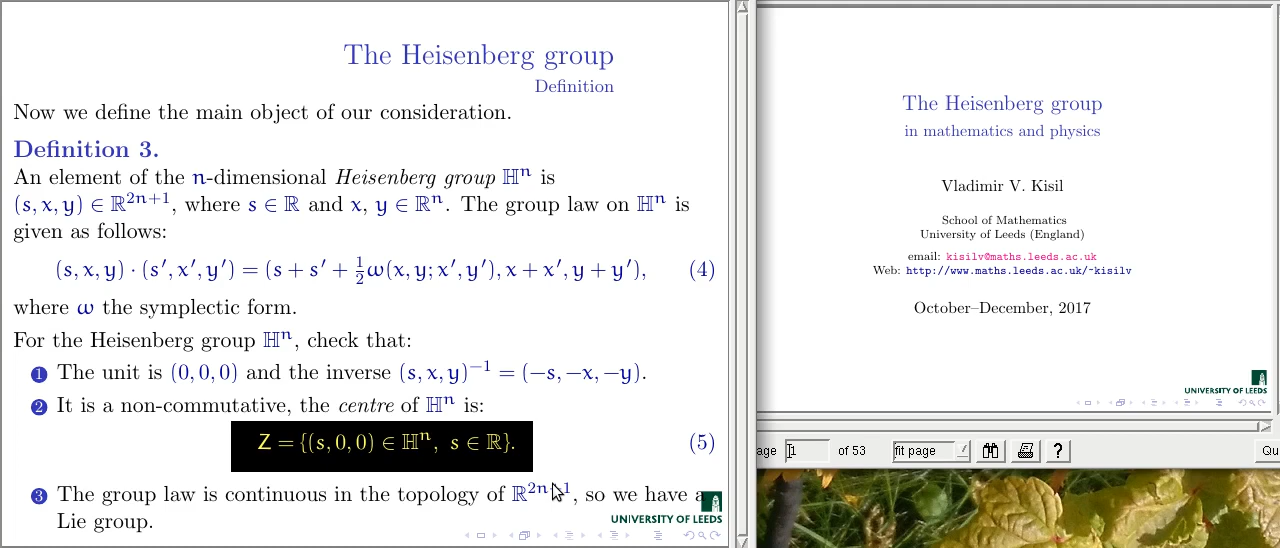 The Heisenberg group
Definition
Now we define the main object of our consideration.
Definition 3.
An element of the n-dimensional Heisenberg group ℍⁿ is
(s, x, y) ∈ ℝ²ⁿ⁺¹, where s ∈ ℝ and x, y ∈ ℝⁿ. The group law on ℍⁿ is
given as follows:
(s, x, y) · (s′, x′, y′) = (s + s′ + ½ω(x, y; x′, y′), x + x′, y + y′), (4)
where ω the symplectic form.
For the Heisenberg group ℍⁿ, check that:
1 The unit is (0, 0, 0) and the inverse (s, x, y)⁻¹ = (−s, −x, −y).
2 It is a non-commutative, the centre of ℍⁿ is:
Z = {(s, 0, 0) ∈ ℍⁿ, s ∈ ℝ}. (5)
3 The group law is continuous in the topology of ℝ²ⁿ⁺¹, so we have a
Lie group.
UNIVERSITY OF LEEDS
The Heisenberg group
in mathematics and physics
Vladimir V. Kisil
School of Mathematics
University of Leeds (England)
email: kisilv@maths.leeds.ac.uk
Web: http://www.maths.leeds.ac.uk/~kisilv
October–December, 2017
UNIVERSITY OF LEEDS
age 1 of 53 fit page ? Qu